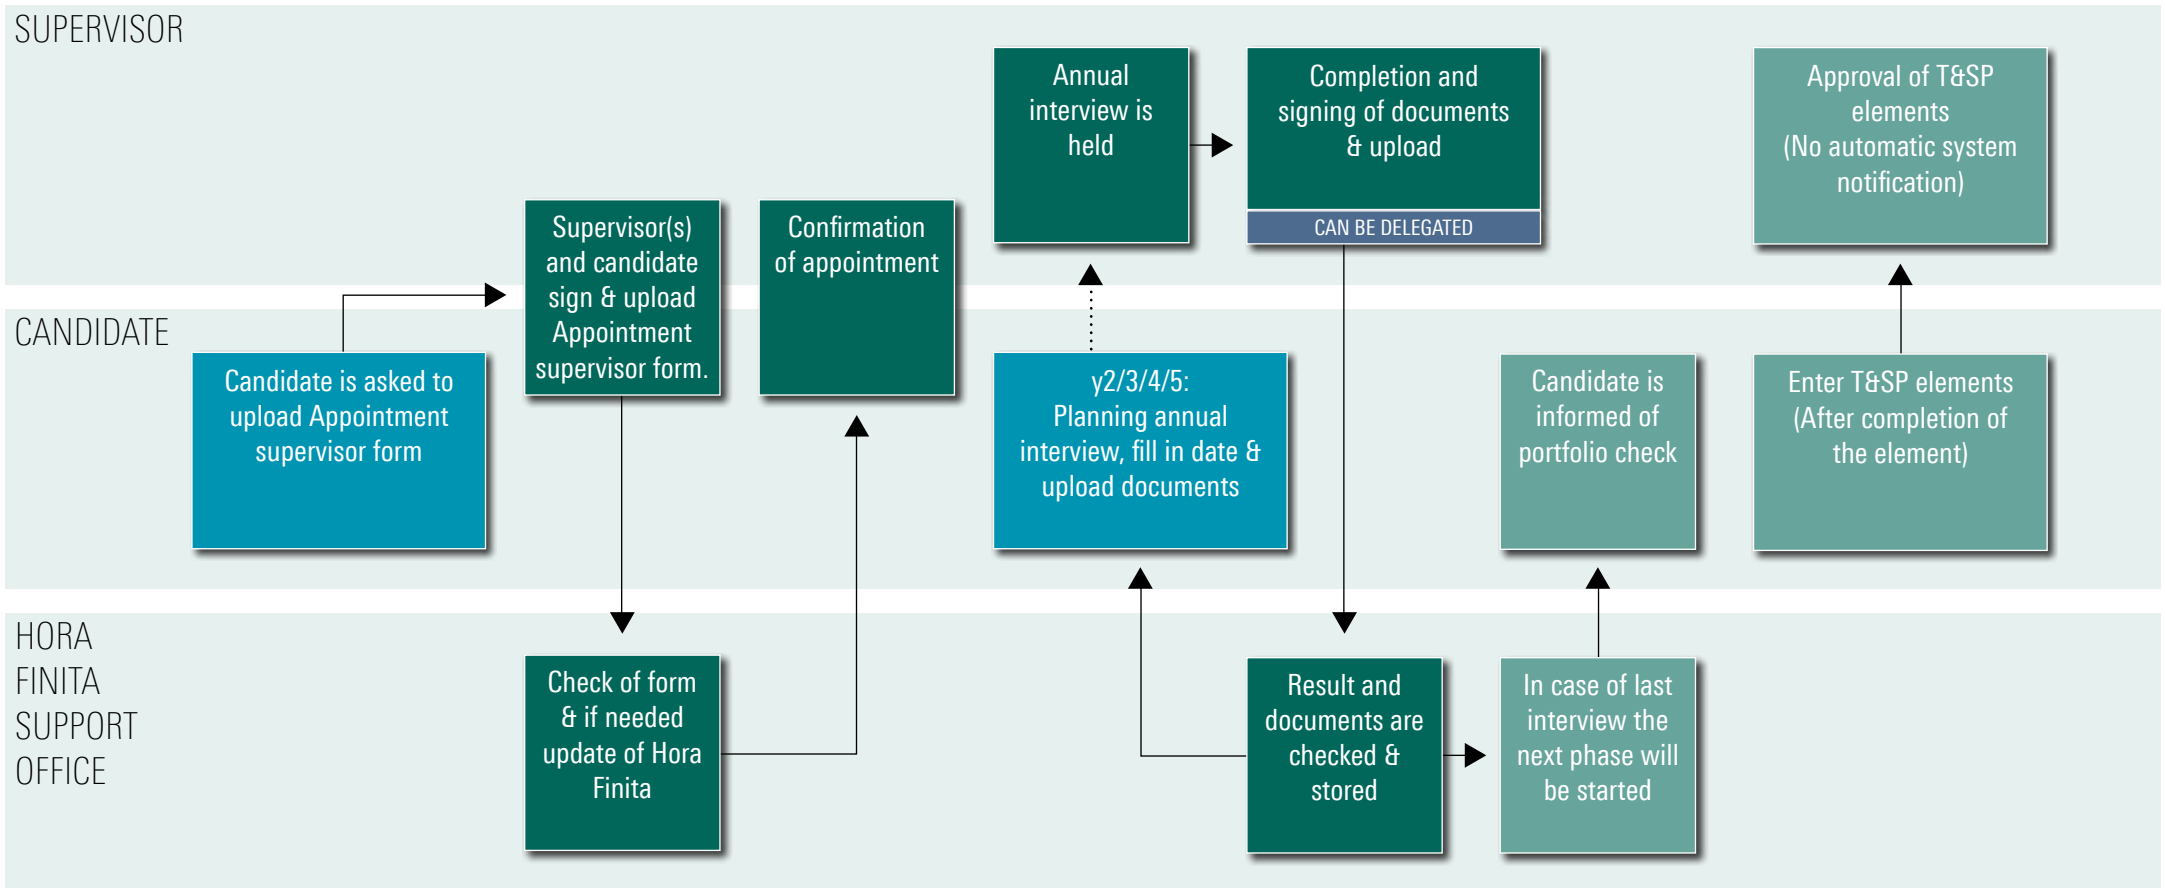 SUPERVISOR
Annual
interview is
held
Completion and
signing of documents
& upload
CAN BE DELEGATED
Approval of T&SP
elements
(No automatic system
notification)
Supervisor(s)
and candidate
sign & upload
Appointment
supervisor form.
Confirmation
of appointment
CANDIDATE
Candidate is asked to
upload Appointment
supervisor form
y2/3/4/5:
Planning annual
interview, fill in date &
upload documents
Candidate is
informed of
portfolio check
Enter T&SP elements
(After completion of
the element)
HORA
FINITA
SUPPORT
OFFICE
Check of form
& if needed
update of Hora
Finita
Result and
documents are
checked &
stored
In case of last
interview the
next phase will
be started